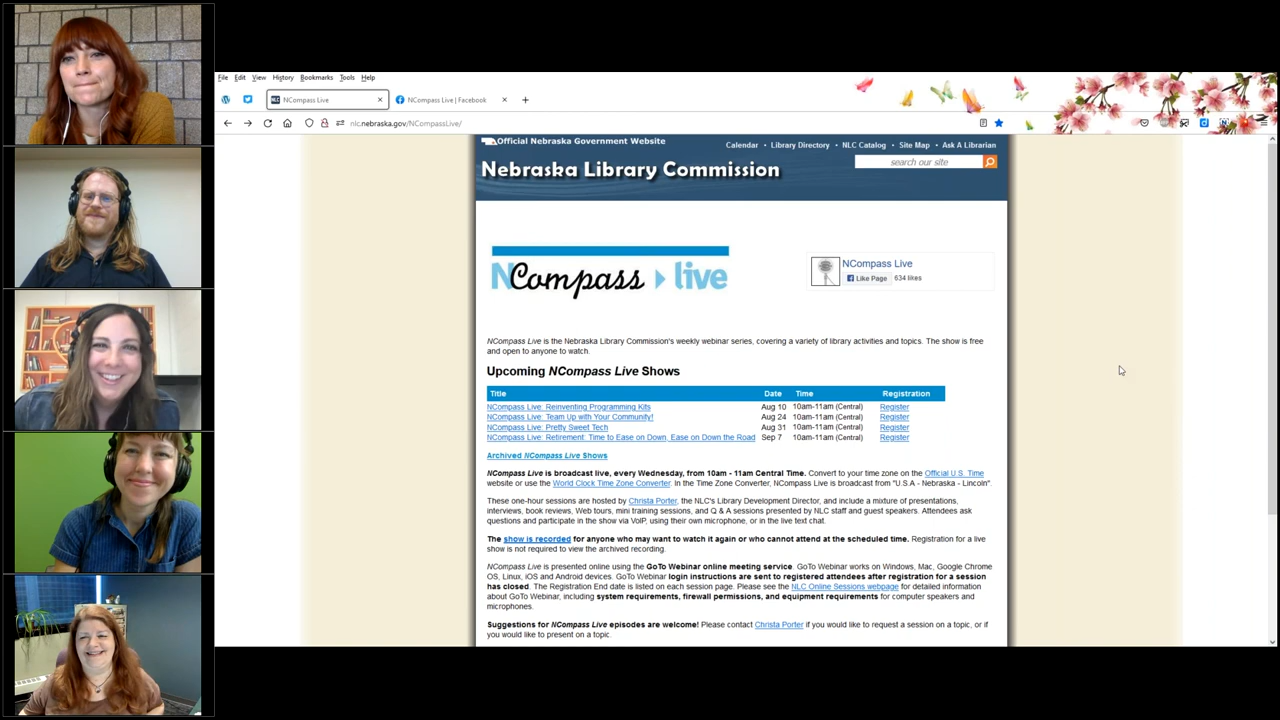 File Edit View History Bookmarks Tools Help
NCompass Live
NCompass Live | Facebook
nlc.nebraska.gov/NCompassLive/
Official Nebraska Government Website
Calendar • Library Directory • NLC Catalog • Site Map • Ask A Librarian
search our site
Nebraska Library Commission
NCompass live
NCompass Live
Like Page 634 likes
NCompass Live is the Nebraska Library Commission's weekly webinar series, covering a variety of library activities and topics. The show is free
and open to anyone to watch.
Upcoming NCompass Live Shows
Title Date Time Registration
NCompass Live: Reinventing Programming Kits Aug 10 10am-11am (Central) Register
NCompass Live: Team Up with Your Community! Aug 24 10am-11am (Central) Register
NCompass Live: Pretty Sweet Tech Aug 31 10am-11am (Central) Register
NCompass Live: Retirement: Time to Ease on Down, Ease on Down the Road Sep 7 10am-11am (Central) Register
Archived NCompass Live Shows
NCompass Live is broadcast live, every Wednesday, from 10am - 11am Central Time. Convert to your time zone on the Official U.S. Time
website or use the World Clock Time Zone Converter. In the Time Zone Converter, NCompass Live is broadcast from "U.S.A - Nebraska - Lincoln".
These one-hour sessions are hosted by Christa Porter, the NLC's Library Development Director, and include a mixture of presentations,
interviews, book reviews, Web tours, mini training sessions, and Q & A sessions presented by NLC staff and guest speakers. Attendees ask
questions and participate in the show via VoIP, using their own microphone, or in the live text chat.
The show is recorded for anyone who may want to watch it again or who cannot attend at the scheduled time. Registration for a live
show is not required to view the archived recording.
NCompass Live is presented online using the GoTo Webinar online meeting service. GoTo Webinar works on Windows, Mac, Google Chrome
OS, Linux, iOS and Android devices. GoTo Webinar login instructions are sent to registered attendees after registration for a session
has closed. The Registration End date is listed on each session page. Please see the NLC Online Sessions webpage for detailed information
about GoTo Webinar, including system requirements, firewall permissions, and equipment requirements for computer speakers and
microphones.
Suggestions for NCompass Live episodes are welcome! Please contact Christa Porter if you would like to request a session on a topic, or if
you would like to present on a topic.